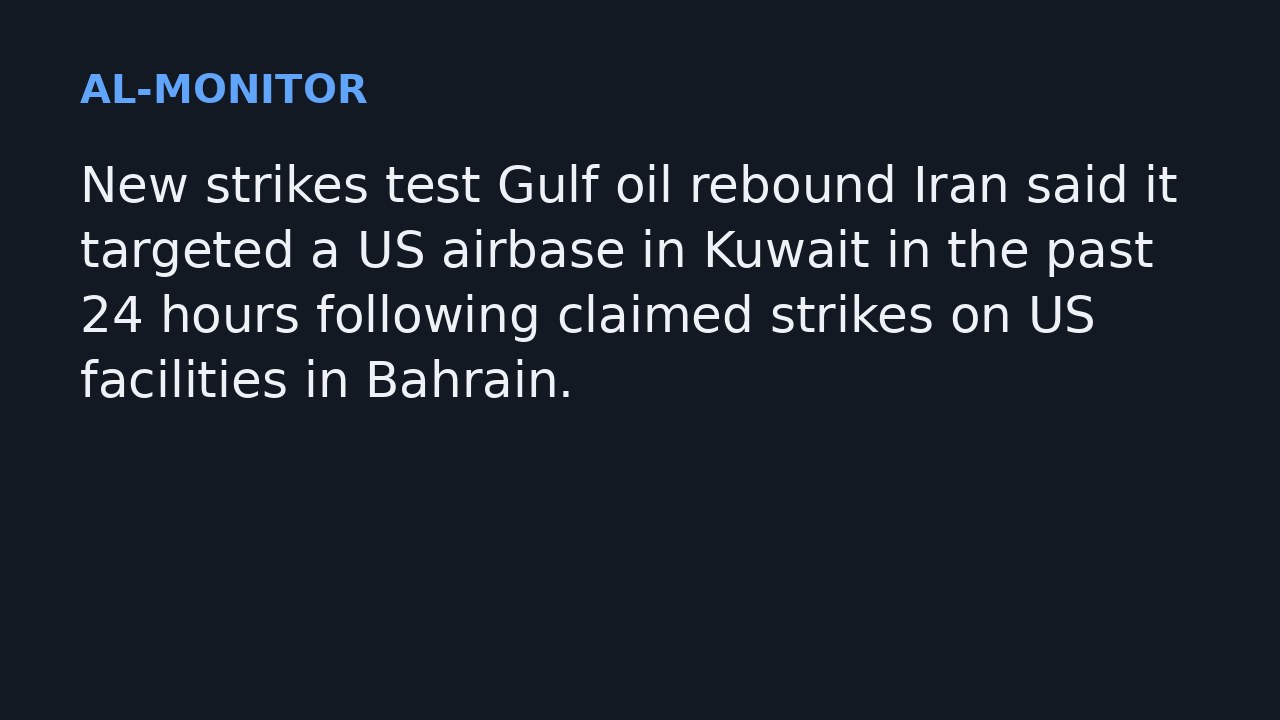 AL-MONITOR
New strikes test Gulf oil rebound Iran said it
targeted a US airbase in Kuwait in the past
24 hours following claimed strikes on US
facilities in Bahrain.